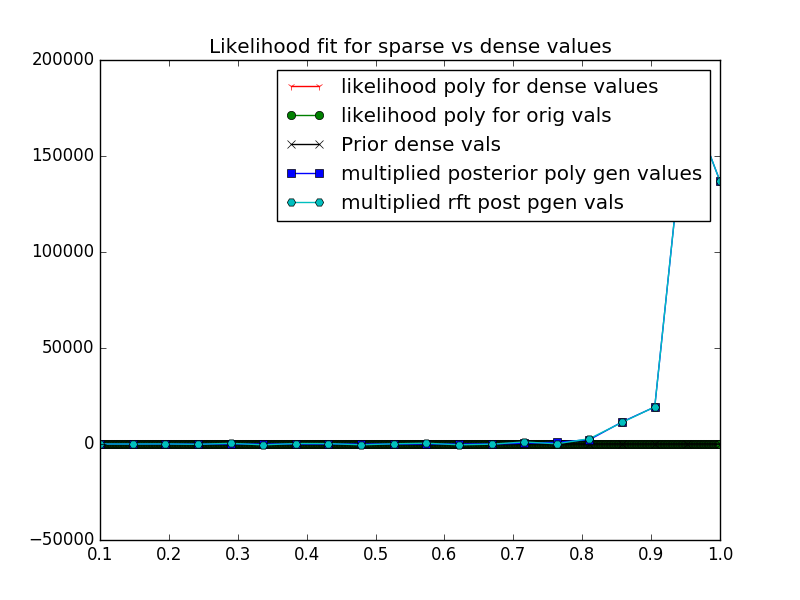 Likelihood fit for sparse vs dense values
200000
150000
100000
50000
0
−50000
likelihood poly for dense values
likelihood poly for orig vals
Prior dense vals
multiplied posterior poly gen values
multiplied rft post pgen vals
0.1 0.2 0.3 0.4 0.5 0.6 0.7 0.8 0.9 1.0